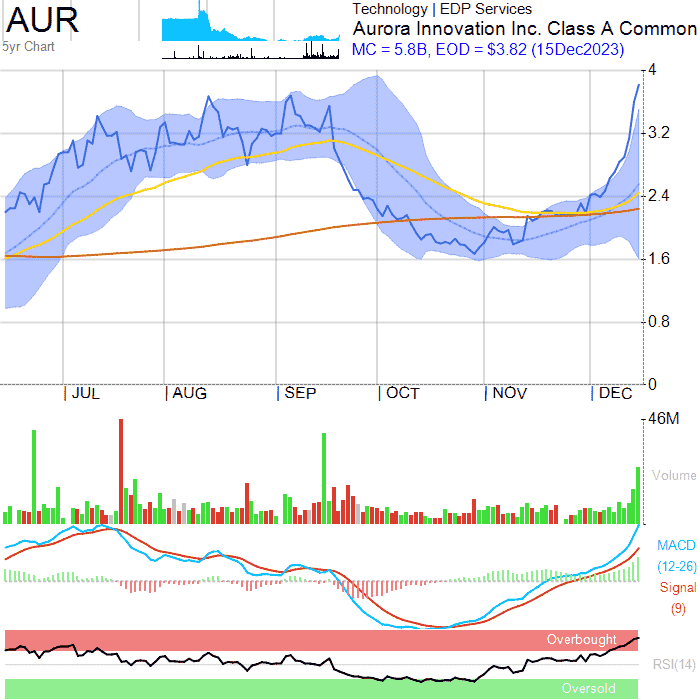 AUR
5yr Chart
Technology | EDP Services
Aurora Innovation Inc. Class A Common
MC = 5.8B, EOD = $3.82 (15Dec2023)
4
3.2
2.4
1.6
0.8
0
JUL AUG SEP OCT NOV DEC
46M
Volume
MACD
(12-26)
Signal
(9)
Overbought
RSI(14)
Oversold